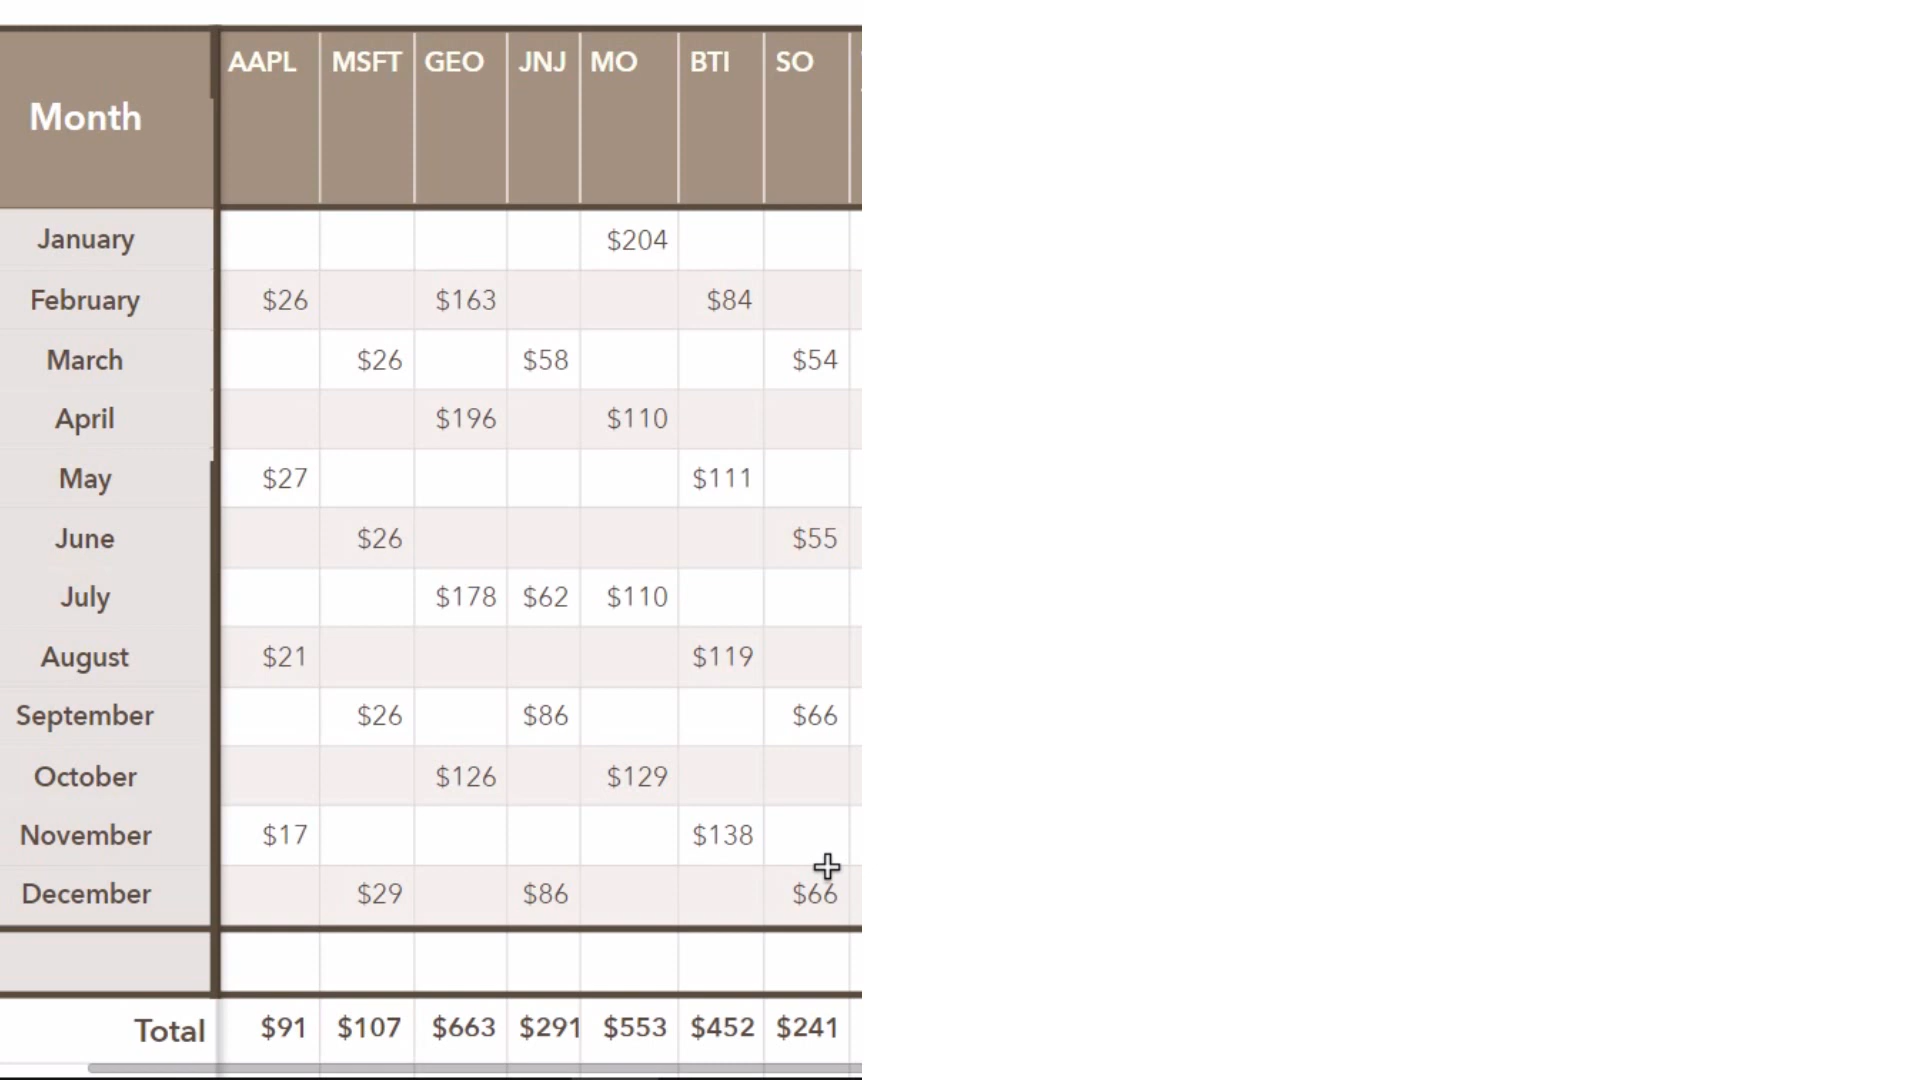 Month AAPL MSFT GEO JNJ MO BTI SO
January $204
February $26 $163 $84
March $26 $58 $54
April $196 $110
May $27 $111
June $26 $55
July $178 $62 $110
August $21 $119
September $26 $86 $66
October $126 $129
November $17 $138
December $29 $86 $66
Total $91 $107 $663 $291 $553 $452 $241